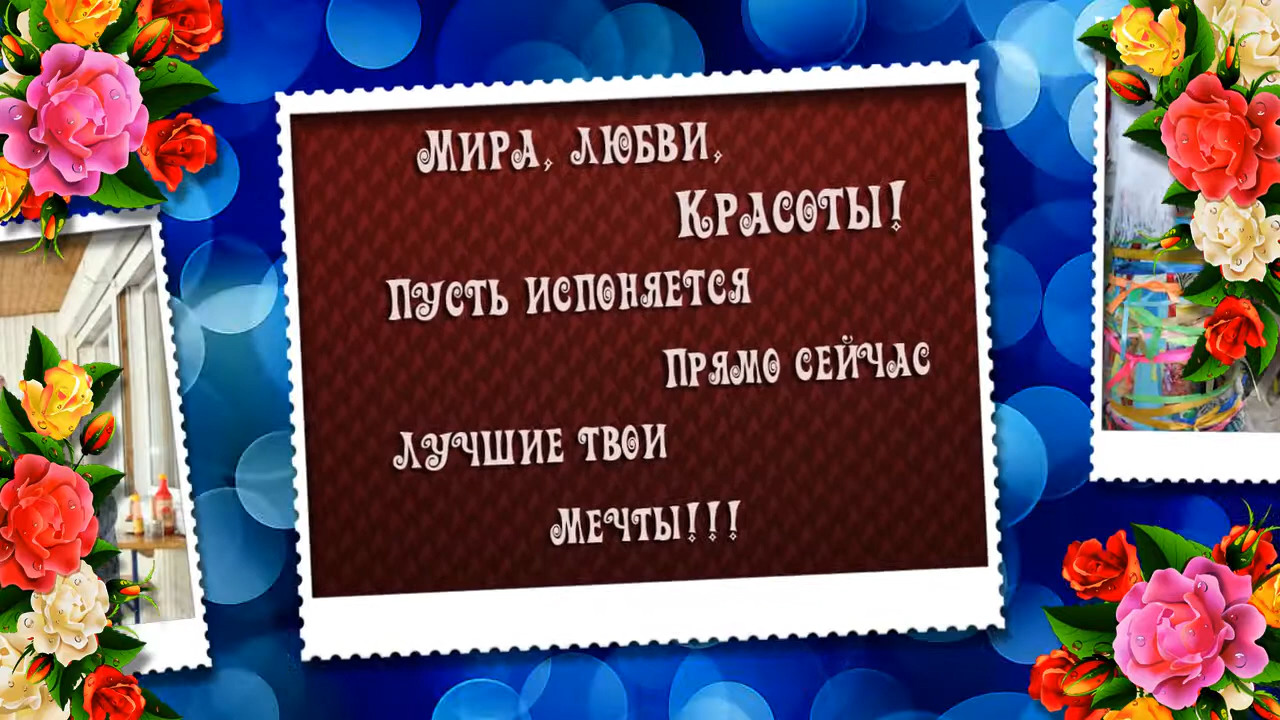 Мира, любви,
Красоты!
Пусть испоняется
Прямо сейчас
лучшие твои
мечты!!!